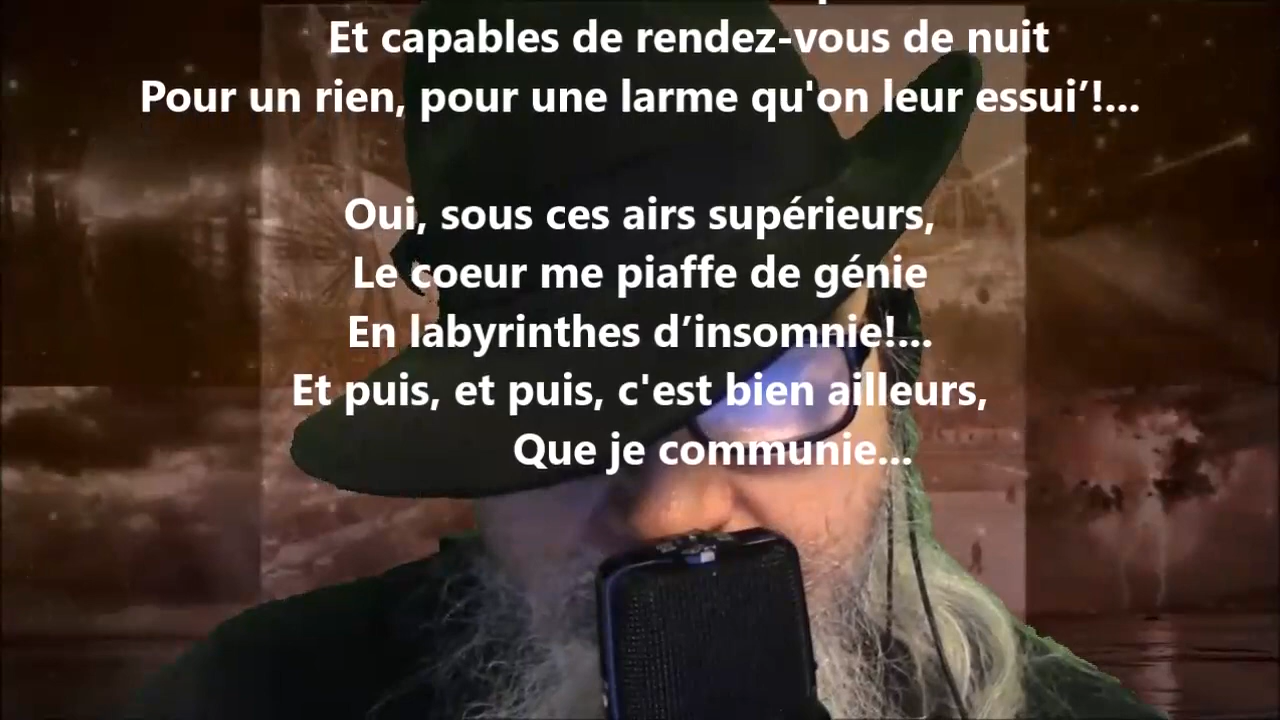 Et capables de rendez-vous de nuit
Pour un rien, pour une larme qu'on leur essui’!...
Oui, sous ces airs supérieurs,
Le coeur me piaffe de génie
En labyrinthes d’insomnie!...
Et puis, et puis, c'est bien ailleurs,
Que je communie...